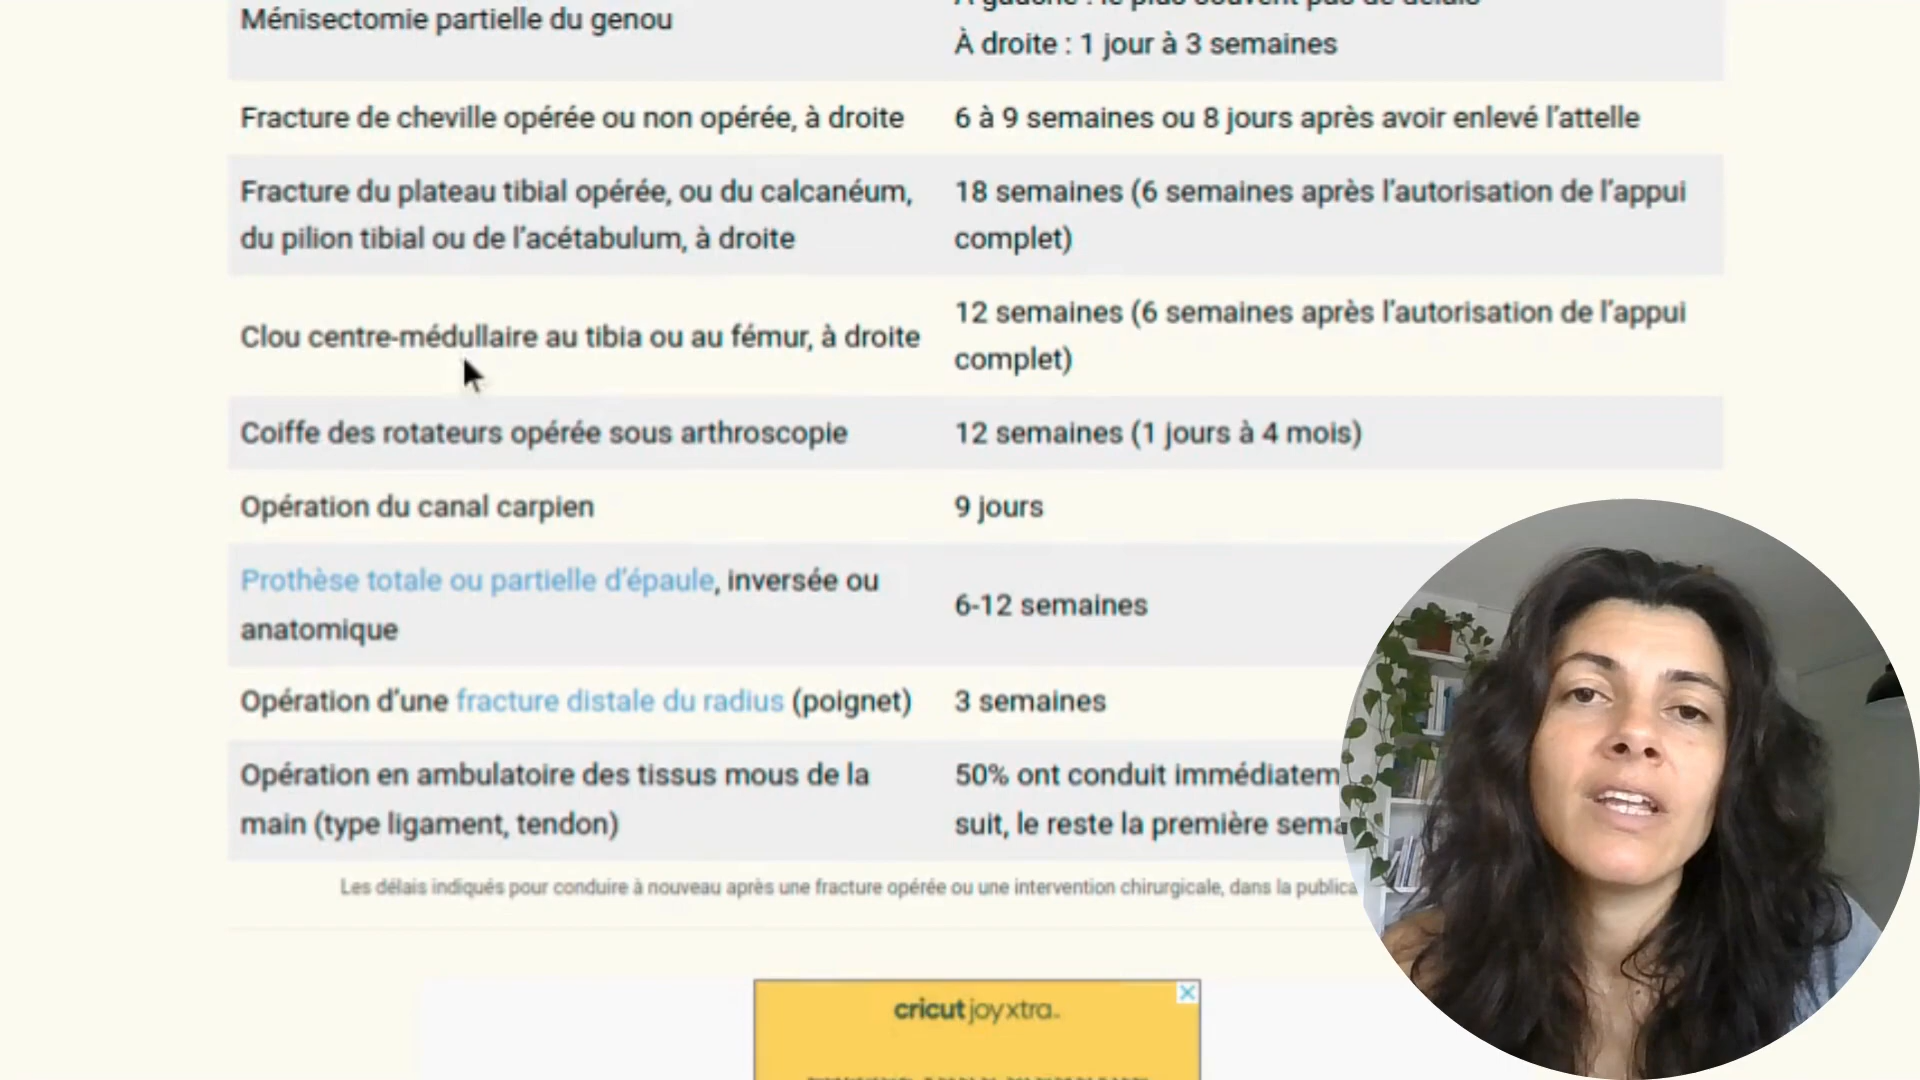 Ménisectomie partielle du genou
À gauche : le plus souvent pas de délais
À droite : 1 jour à 3 semaines
Fracture de cheville opérée ou non opérée, à droite
6 à 9 semaines ou 8 jours après avoir enlevé l'attelle
Fracture du plateau tibial opérée, ou du calcanéum,
du pilion tibial ou de l'acétabulum, à droite
18 semaines (6 semaines après l'autorisation de l'appui
complet)
Clou centre-médullaire au tibia ou au fémur, à droite
12 semaines (6 semaines après l'autorisation de l'appui
complet)
Coiffe des rotateurs opérée sous arthroscopie
12 semaines (1 jours à 4 mois)
Opération du canal carpien
9 jours
Prothèse totale ou partielle d'épaule, inversée ou
anatomique
6-12 semaines
Opération d'une fracture distale du radius (poignet)
3 semaines
Opération en ambulatoire des tissus mous de la
main (type ligament, tendon)
50% ont conduit immédiatem
suit, le reste la première sema
Les délais indiqués pour conduire à nouveau après une fracture opérée ou une intervention chirurgicale, dans la publica
cricut joy xtra.